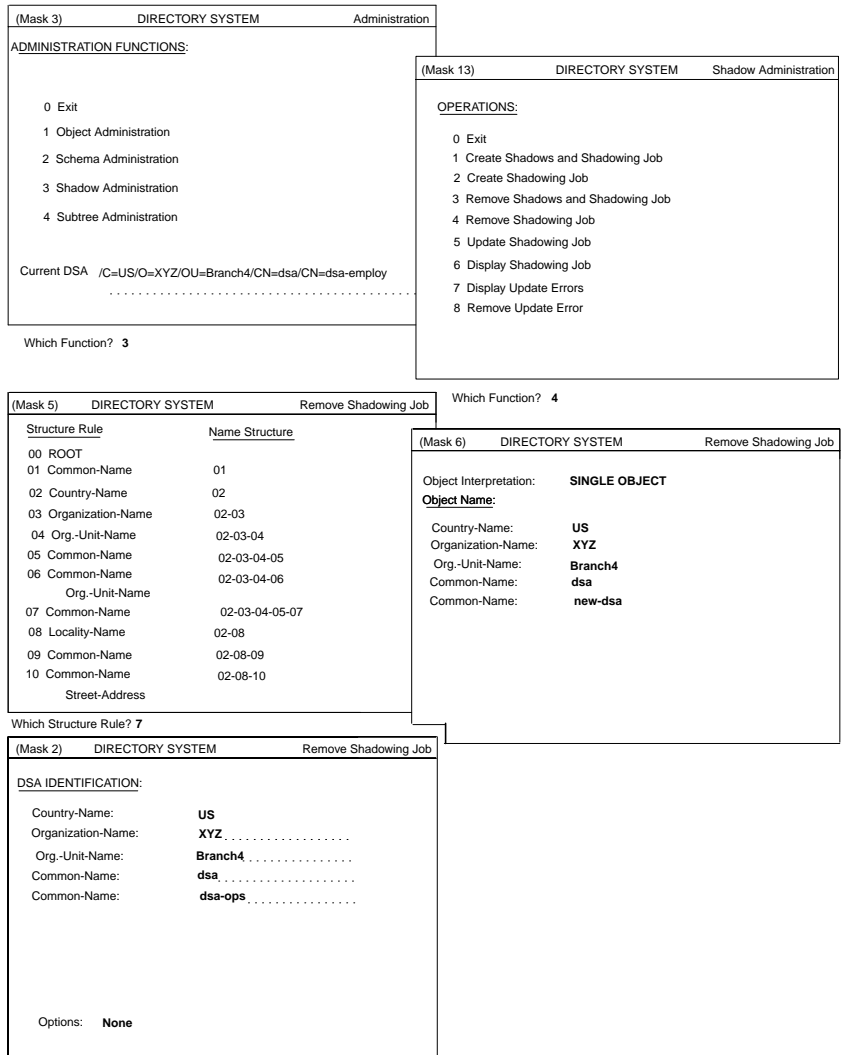 (Mask 3) DIRECTORY SYSTEM Administration
ADMINISTRATION FUNCTIONS:
0 Exit
1 Object Administration
2 Schema Administration
3 Shadow Administration
4 Subtree Administration
Current DSA /C=US/O=XYZ/OU=Branch4/CN=dsa/CN=dsa-employ
Which Function? 3
(Mask 13) DIRECTORY SYSTEM Shadow Administration
OPERATIONS:
0 Exit
1 Create Shadows and Shadowing Job
2 Create Shadowing Job
3 Remove Shadows and Shadowing Job
4 Remove Shadowing Job
5 Update Shadowing Job
6 Display Shadowing Job
7 Display Update Errors
8 Remove Update Error
Which Function? 4
(Mask 5) DIRECTORY SYSTEM Remove Shadowing Job
Structure Rule Name Structure
00 ROOT
01 Common-Name 01
02 Country-Name 02
03 Organization-Name 02-03
04 Org.-Unit-Name 02-03-04
05 Common-Name 02-03-04-05
06 Common-Name 02-03-04-06
Org.-Unit-Name
07 Common-Name 02-03-04-05-07
08 Locality-Name 02-08
09 Common-Name 02-08-09
10 Common-Name 02-08-10
Street-Address
Which Structure Rule? 7
(Mask 6) DIRECTORY SYSTEM Remove Shadowing Job
Object Interpretation: SINGLE OBJECT
Object Name:
Country-Name: US
Organization-Name: XYZ
Org.-Unit-Name: Branch4
Common-Name: dsa
Common-Name: new-dsa
(Mask 2) DIRECTORY SYSTEM Remove Shadowing Job
DSA IDENTIFICATION:
Country-Name: US
Organization-Name: XYZ
Org.-Unit-Name: Branch4
Common-Name: dsa
Common-Name: dsa-ops
Options: None